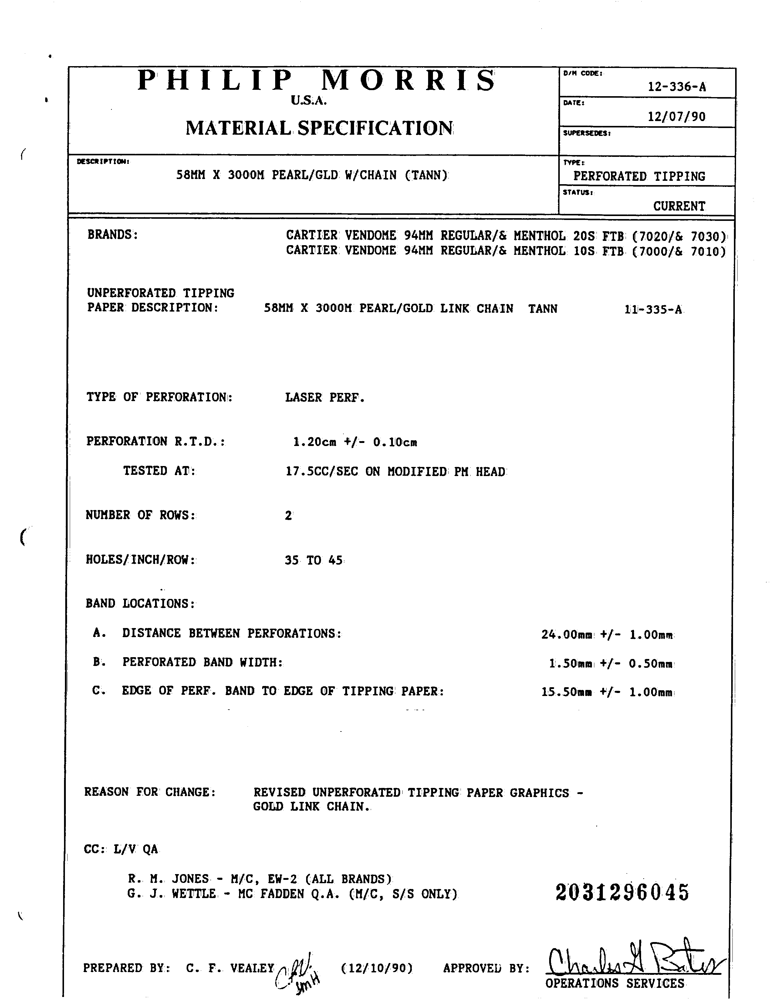 PHILIP MORRIS
U.S.A.
MATERIAL SPECIFICATION
D/M CODE:
12-336-A
DATE:
12/07/90
SUPERSEDES:
DESCRIPTION:
58MM X 3000M PEARL/GLD W/CHAIN (TANN)
TYPE:
PERFORATED TIPPING
STATUS:
CURRENT
BRANDS: CARTIER VENDOME 94MM REGULAR/& MENTHOL 20S FTB (7020/& 7030)
CARTIER VENDOME 94MM REGULAR/& MENTHOL 10S FTB (7000/& 7010)
UNPERFORATED TIPPING
PAPER DESCRIPTION: 58MM X 3000M PEARL/GOLD LINK CHAIN TANN 11-335-A
TYPE OF PERFORATION: LASER PERF.
PERFORATION R.T.D.: 1.20cm +/- 0.10cm
TESTED AT: 17.5CC/SEC ON MODIFIED PM HEAD
NUMBER OF ROWS: 2
HOLES/INCH/ROW: 35 TO 45
BAND LOCATIONS:
A. DISTANCE BETWEEN PERFORATIONS: 24.00mm +/- 1.00mm
B. PERFORATED BAND WIDTH: 1.50mm +/- 0.50mm
C. EDGE OF PERF. BAND TO EDGE OF TIPPING PAPER: 15.50mm +/- 1.00mm
REASON FOR CHANGE: REVISED UNPERFORATED TIPPING PAPER GRAPHICS -
GOLD LINK CHAIN.
CC: L/V QA
R. M. JONES - M/C, EW-2 (ALL BRANDS)
G. J. WETTLE - MC FADDEN Q.A. (M/C, S/S ONLY)
2031296045
PREPARED BY: C. F. VEALEY CFV (12/10/90) APPROVED BY: Charles G Bates
OPERATIONS SERVICES